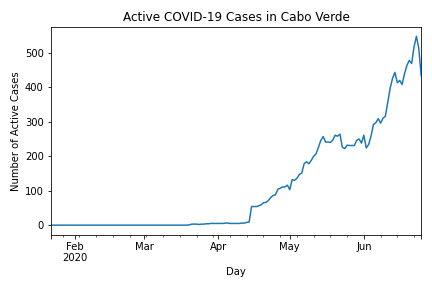 Active COVID-19 Cases in Cabo Verde
Number of Active Cases
500
400
300
200
100
0
Feb Mar Apr May Jun
2020
Day